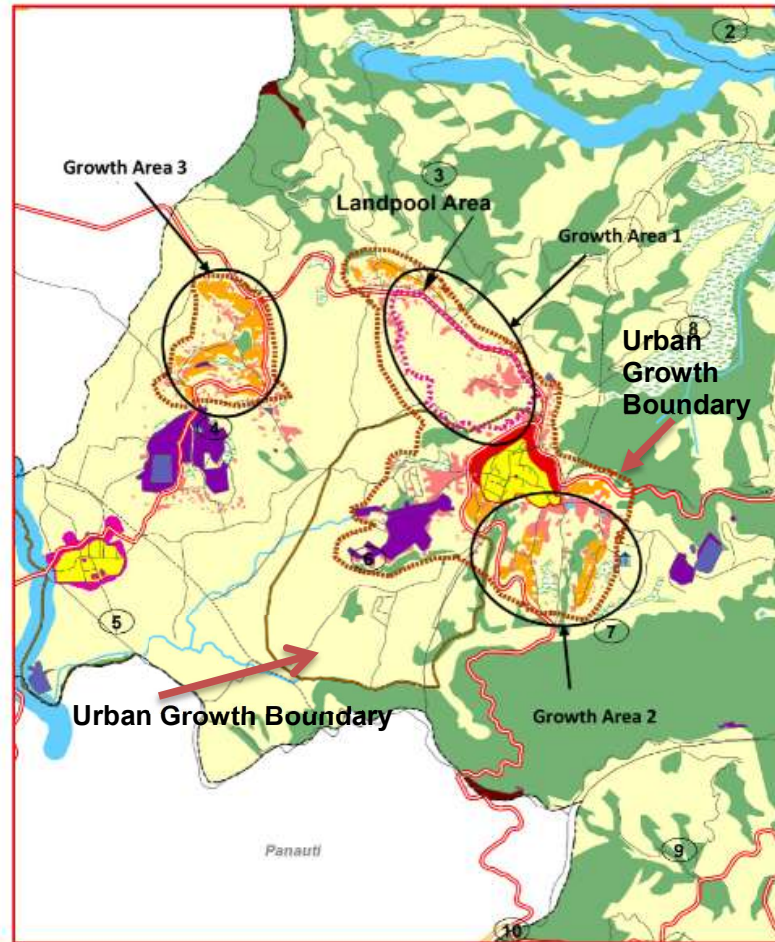 2
Growth Area 3
3
Landpool Area
Growth Area 1
8
Urban
Growth
Boundary
4
6
5
7
Urban Growth Boundary
Growth Area 2
Panauti
9
10